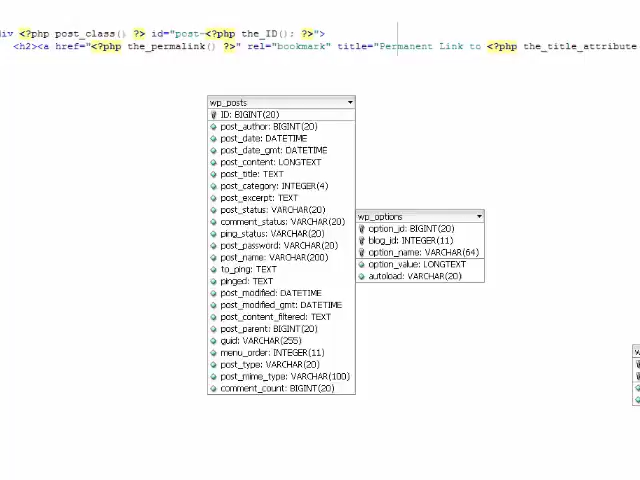 div <?php post_class() ?> id="post-<?php the_ID(); ?>">
<h2><a href="<?php the_permalink() ?>" rel="bookmark" title="Permanent Link to <?php the_title_attribute
wp_posts
ID: BIGINT(20)
post_author: BIGINT(20)
post_date: DATETIME
post_date_gmt: DATETIME
post_content: LONGTEXT
post_title: TEXT
post_category: INTEGER(4)
post_excerpt: TEXT
post_status: VARCHAR(20)
comment_status: VARCHAR(20)
ping_status: VARCHAR(20)
post_password: VARCHAR(20)
post_name: VARCHAR(200)
to_ping: TEXT
pinged: TEXT
post_modified: DATETIME
post_modified_gmt: DATETIME
post_content_filtered: TEXT
post_parent: BIGINT(20)
guid: VARCHAR(255)
menu_order: INTEGER(11)
post_type: VARCHAR(20)
post_mime_type: VARCHAR(100)
comment_count: BIGINT(20)
wp_options
option_id: BIGINT(20)
blog_id: INTEGER(11)
option_name: VARCHAR(64)
option_value: LONGTEXT
autoload: VARCHAR(20)